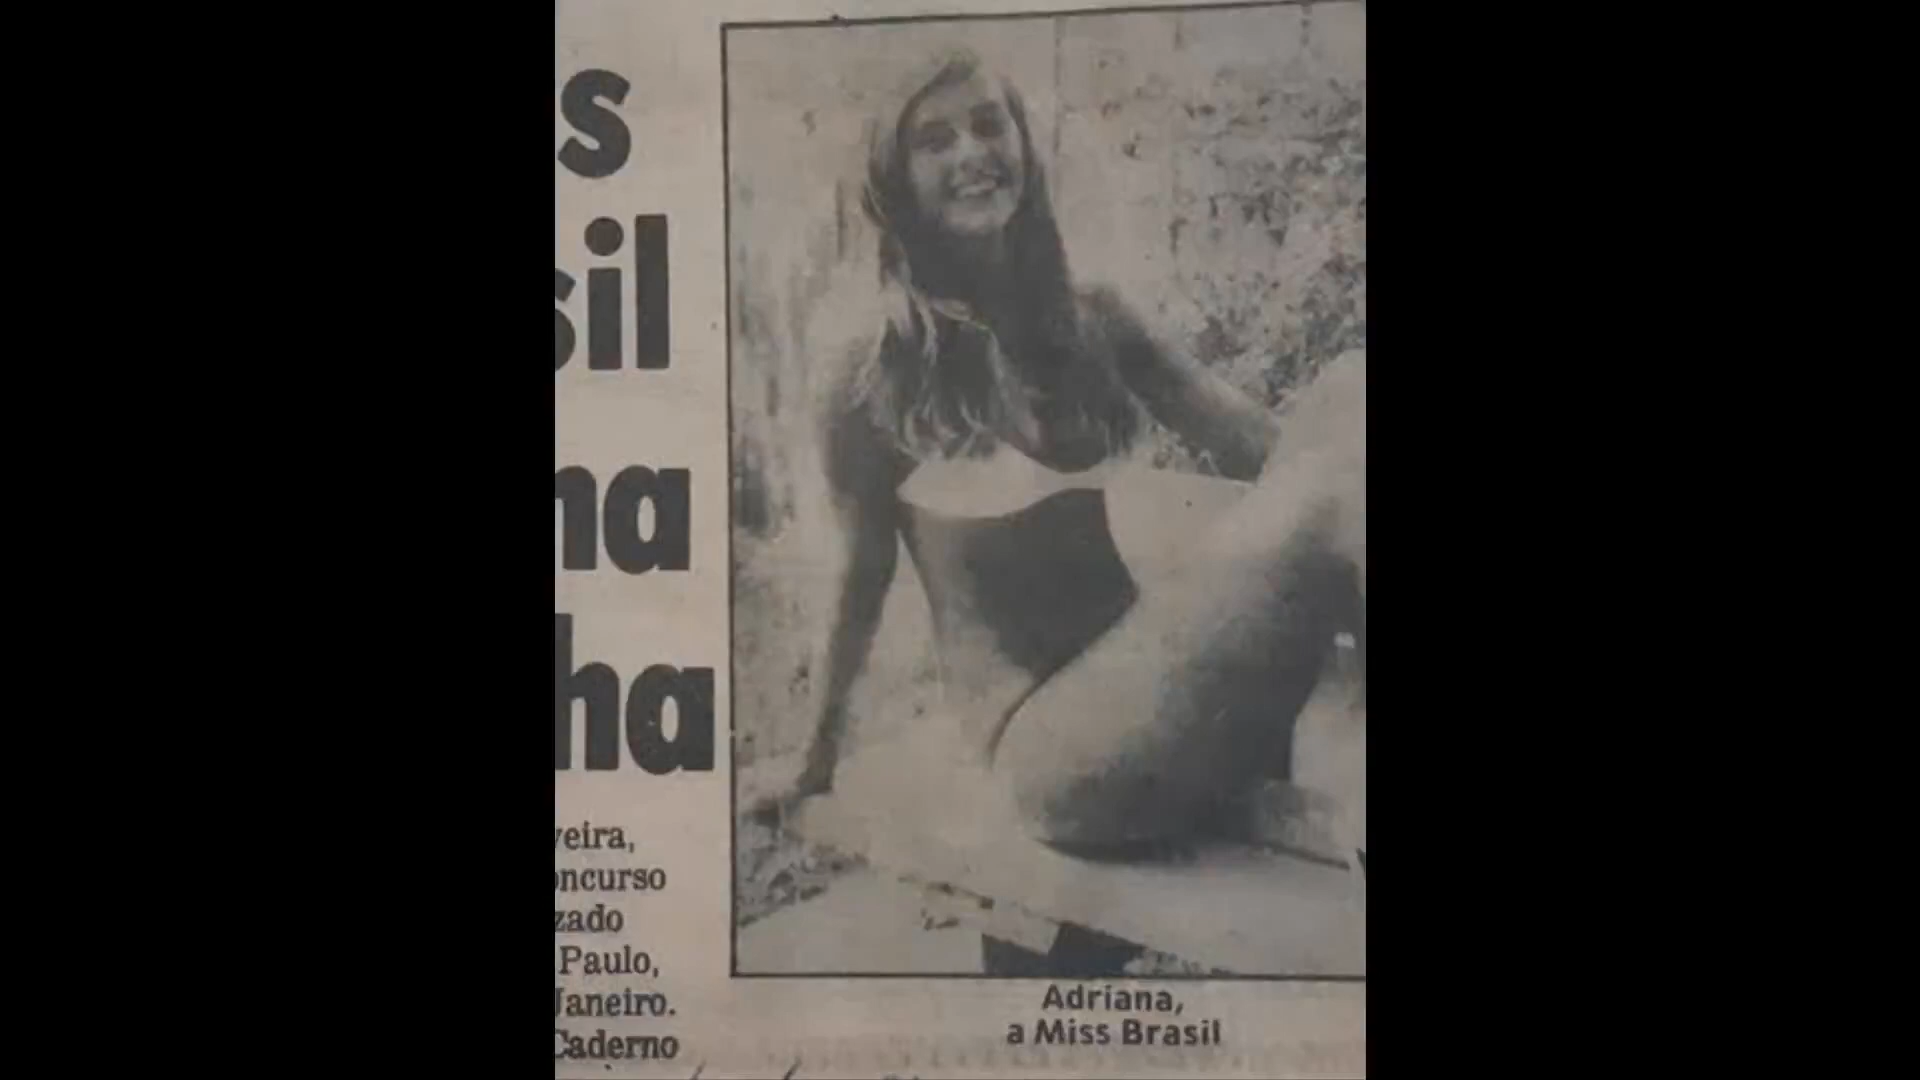 s
sil
na
ha
veira,
oncurso
zado
Paulo,
Janeiro.
Caderno
Adriana,
a Miss Brasil